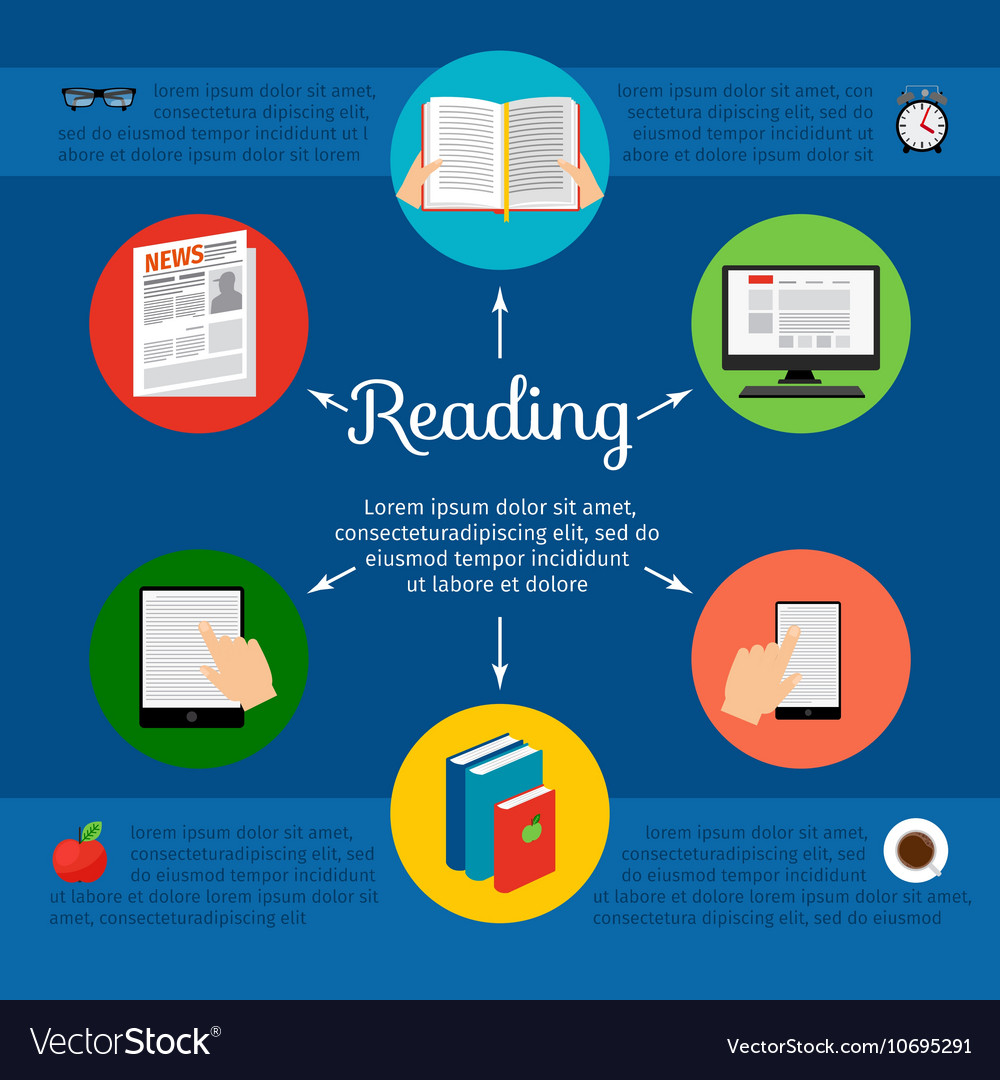 lorem ipsum dolor sit amet,
consectetura dipiscing elit,
sed do eiusmod tempor incididunt ut l
abore et dolore ipsum dolor sit lorem
lorem ipsum dolor sit amet, con
sectetura dipiscing elit, sed do
eiusmod tempor incididunt ut l
abore et dolore ipsum dolor sit
NEWS
Reading
Lorem ipsum dolor sit amet,
consecteturadipiscing elit, sed do
eiusmod tempor incididunt
ut labore et dolore
lorem ipsum dolor sit amet,
consecteturadipiscing elit, sed
do eiusmod tempor incididunt
ut labore et dolore lorem ipsum dolor sit
amet, consecteturadipiscing elit
lorem ipsum dolor sit amet,
consecteturadipiscing elit, sed
do eiusmod tempor incididunt
ut labore et dolore lorem ipsum dolor sit amet,
consectetura dipiscing elit, sed do eiusmod
VectorStock®
VectorStock.com/10695291